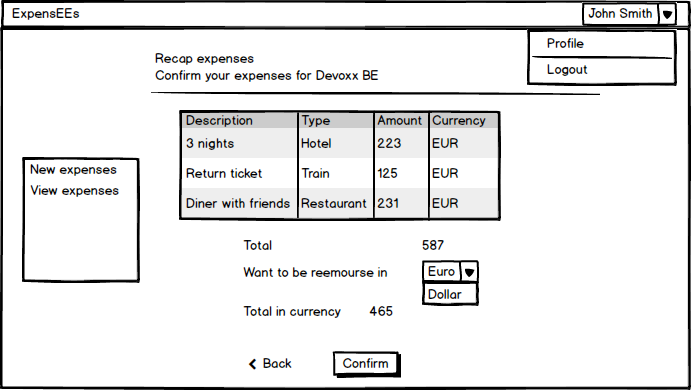 ExpensEEs
John Smith
Profile
Logout
Recap expenses
Confirm your expenses for Devoxx BE
New expenses
View expenses
Description Type Amount Currency
3 nights Hotel 223 EUR
Return ticket Train 125 EUR
Diner with friends Restaurant 231 EUR
Total 587
Want to be reemourse in Euro
Dollar
Total in currency 465
Back Confirm